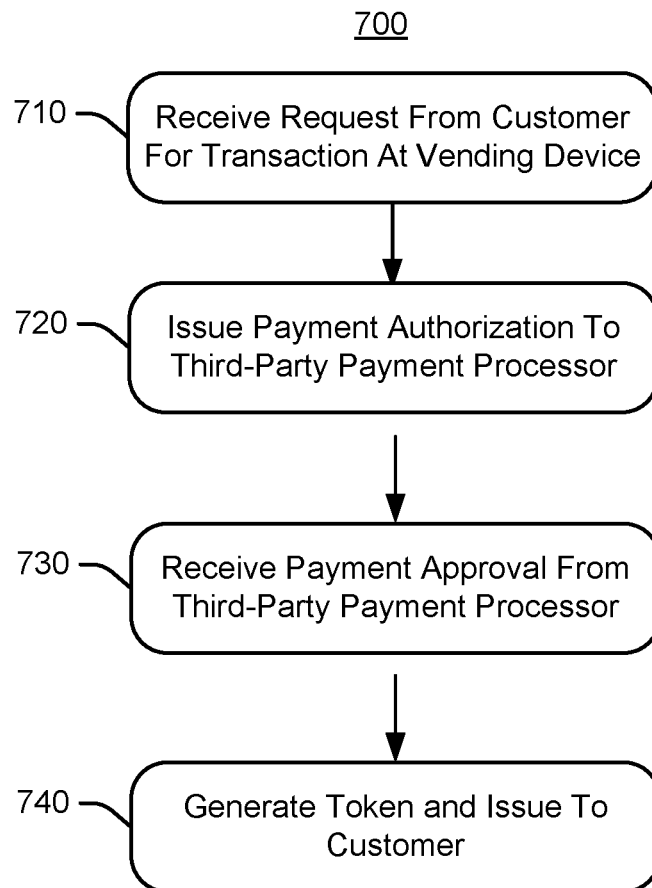 700
710
Receive Request From Customer
For Transaction At Vending Device
720
Issue Payment Authorization To
Third-Party Payment Processor
730
Receive Payment Approval From
Third-Party Payment Processor
740
Generate Token and Issue To
Customer